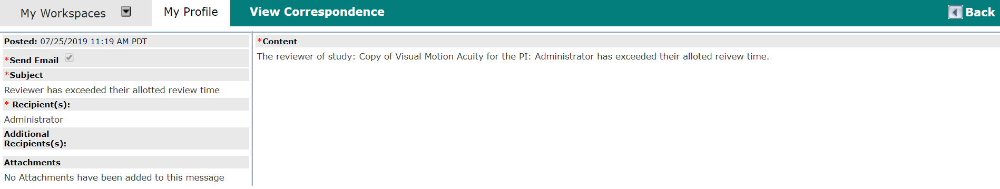 My Workspaces
My Profile
View Correspondence
Back
Posted: 07/25/2019 11:19 AM PDT
*Send Email
*Subject
Reviewer has exceeded their allotted review time
* Recipient(s):
Administrator
Additional
Recipients(s):
Attachments
No Attachments have been added to this message
*Content
The reviewer of study: Copy of Visual Motion Acuity for the PI: Administrator has exceeded their alloted reivew time.